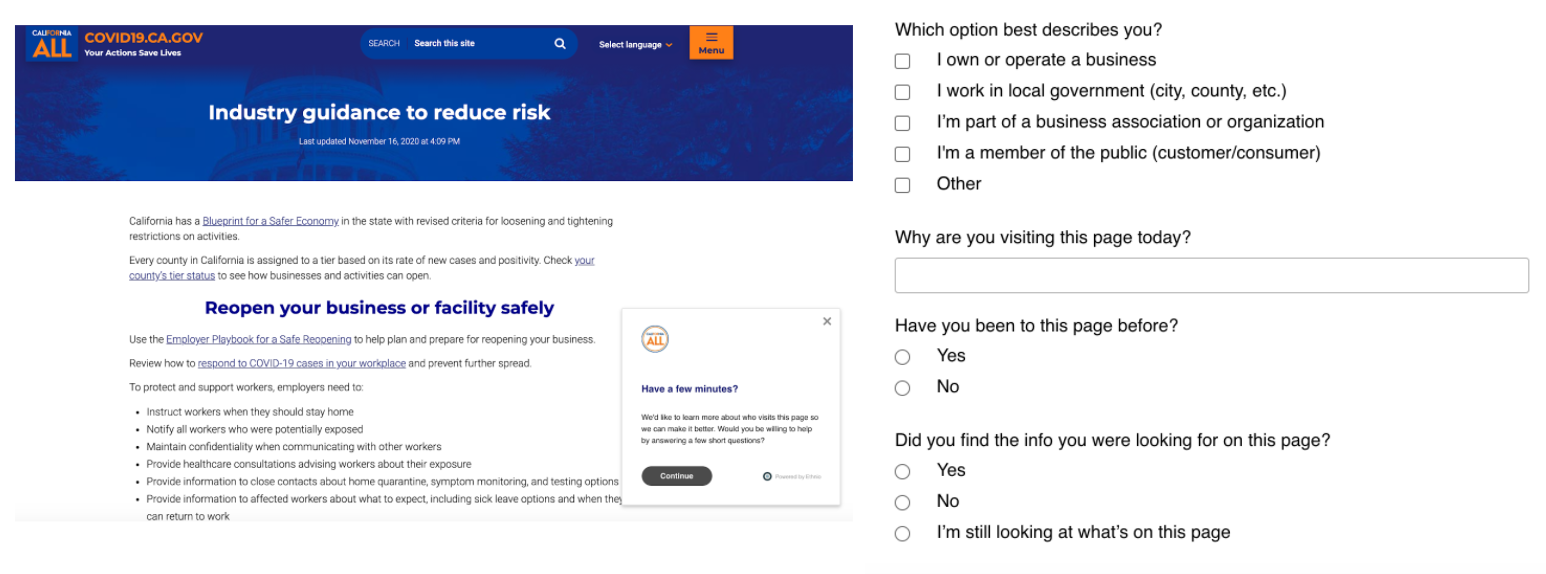 CALIFORNIA
ALL
COVID19.CA.GOV
Your Actions Save Lives
SEARCH Search this site
Select language
Menu
Industry guidance to reduce risk
Last updated November 16, 2020 at 4:09 PM
California has a Blueprint for a Safer Economy in the state with revised criteria for loosening and tightening
restrictions on activities.
Every county in California is assigned to a tier based on its rate of new cases and positivity. Check your
county's tier status to see how businesses and activities can open.
Reopen your business or facility safely
Use the Employer Playbook for a Safe Reopening to help plan and prepare for reopening your business.
Review how to respond to COVID-19 cases in your workplace and prevent further spread.
To protect and support workers, employers need to:
• Instruct workers when they should stay home
• Notify all workers who were potentially exposed
• Maintain confidentiality when communicating with other workers
• Provide healthcare consultations advising workers about their exposure
• Provide information to close contacts about home quarantine, symptom monitoring, and testing options
• Provide information to affected workers about what to expect, including sick leave options and when they
can return to work
ALL
Have a few minutes?
We'd like to learn more about who visits this page so
we can make it better. Would you be willing to help
by answering a few short questions?
Continue
Powered by Ethnio
Which option best describes you?
I own or operate a business
I work in local government (city, county, etc.)
I’m part of a business association or organization
I'm a member of the public (customer/consumer)
Other
Why are you visiting this page today?
Have you been to this page before?
Yes
No
Did you find the info you were looking for on this page?
Yes
No
I’m still looking at what’s on this page